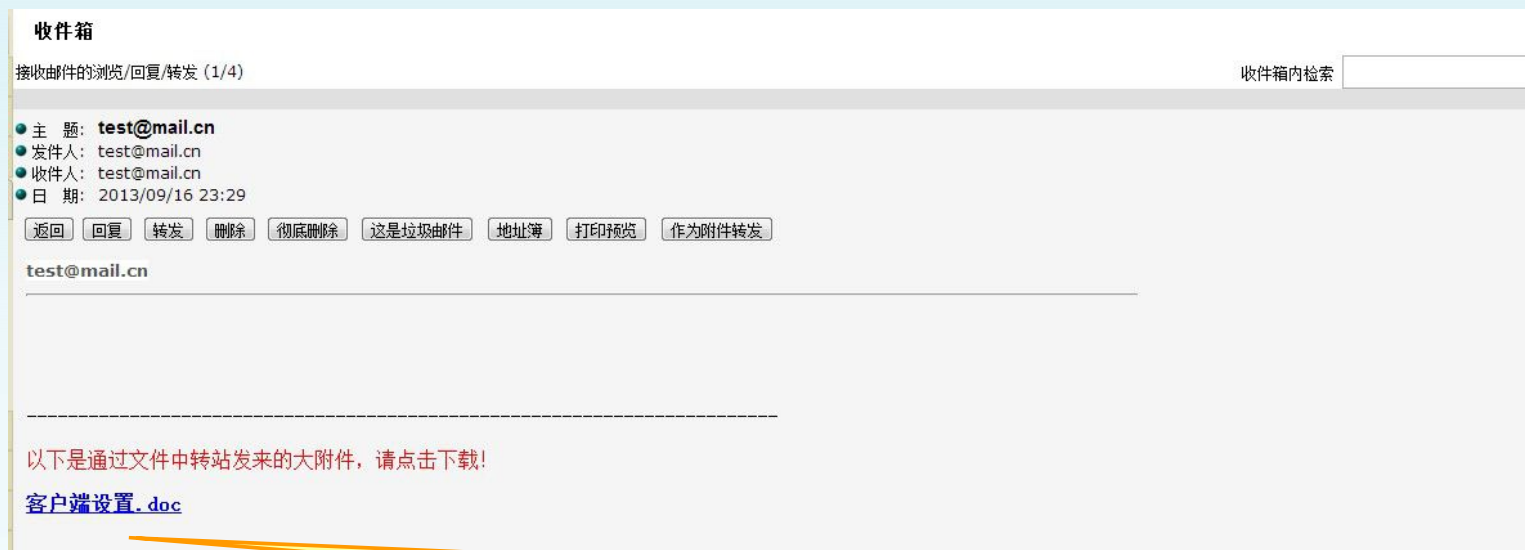 收件箱
接收邮件的浏览/回复/转发 (1/4) 收件箱内检索
主 题: test@mail.cn
发件人: test@mail.cn
收件人: test@mail.cn
日 期: 2013/09/16 23:29
返回 回复 转发 删除 彻底删除 这是垃圾邮件 地址簿 打印预览 作为附件转发
test@mail.cn
以下是通过文件中转站发来的大附件，请点击下载!
客户端设置.doc